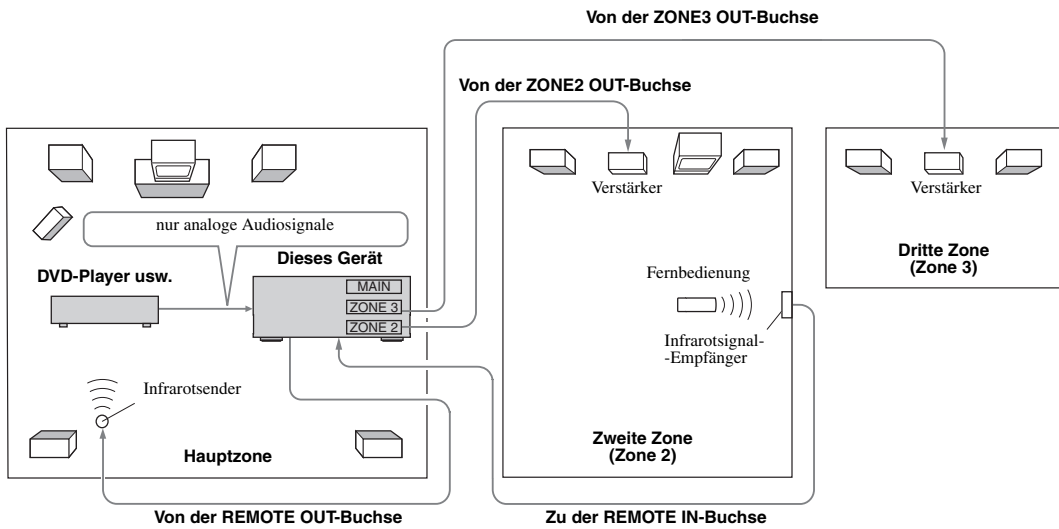 Von der ZONE3 OUT-Buchse
Von der ZONE2 OUT-Buchse
Verstärker
Verstärker
nur analoge Audiosignale
Dieses Gerät
DVD-Player usw.
MAIN
ZONE 3
ZONE 2
Dritte Zone
(Zone 3)
Fernbedienung
Infrarotsignal-
-Empfänger
Infrarotsender
Hauptzone
Zweite Zone
(Zone 2)
Von der REMOTE OUT-Buchse
Zu der REMOTE IN-Buchse